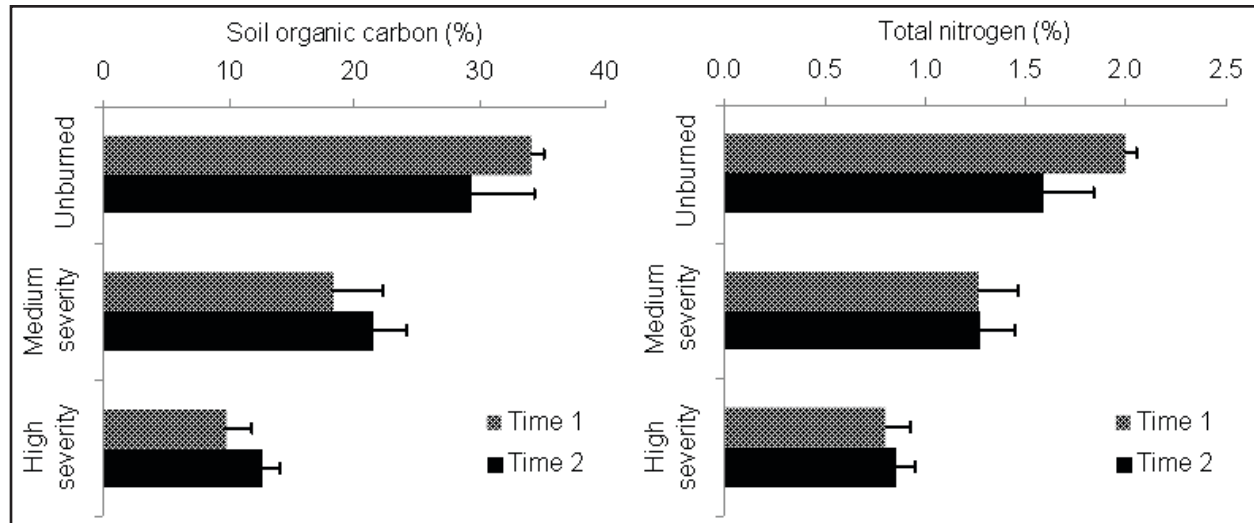 Soil organic carbon (%)
0 10 20 30 40
Unburned
Medium
severity
High
severity
Time 1
Time 2
Total nitrogen (%)
0.0 0.5 1.0 1.5 2.0 2.5
Unburned
Medium
severity
High
severity
Time 1
Time 2